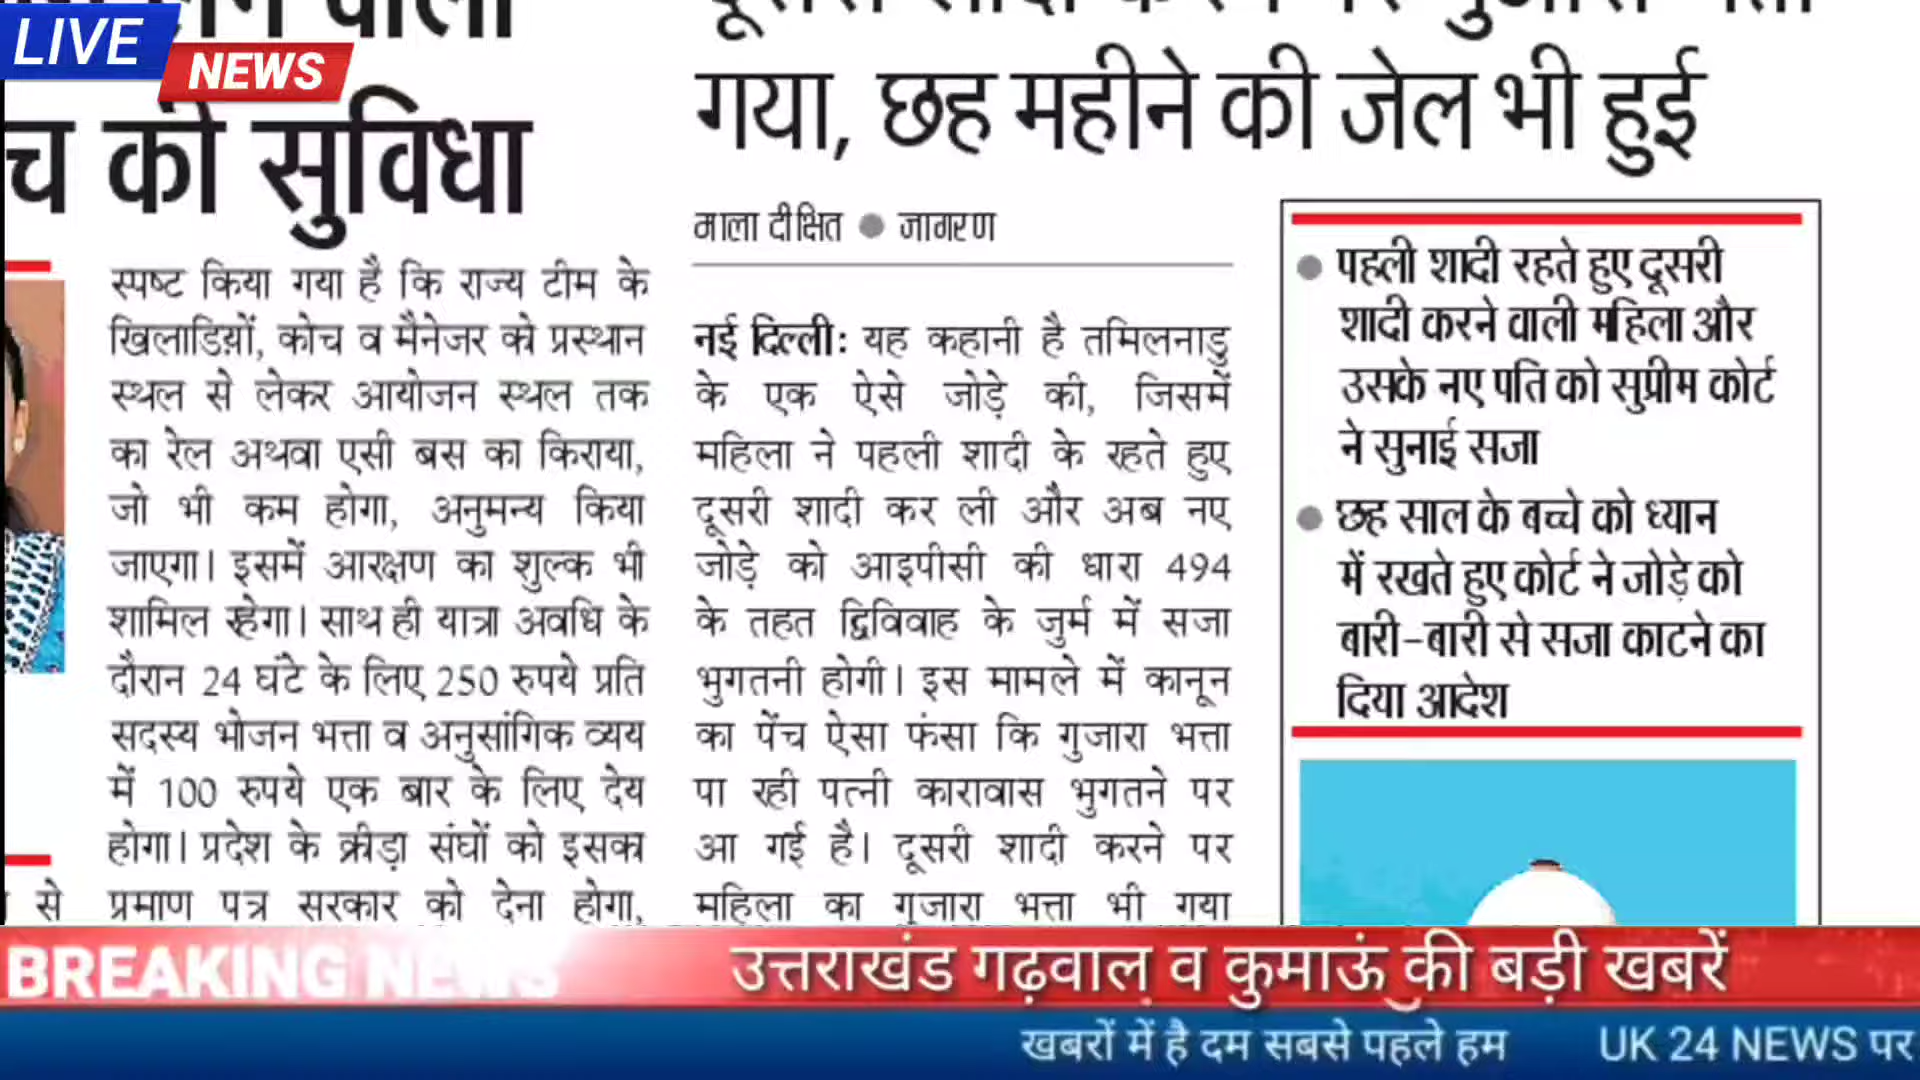 LIVE
NEWS
च की सुविधा
स्पष्ट किया गया है कि राज्य टीम के
खिलाडिय़ों, कोच व मैनेजर को प्रस्थान
स्थल से लेकर आयोजन स्थल तक
का रेल अथवा एसी बस का किराया,
जो भी कम होगा, अनुमन्य किया
जाएगा। इसमें आरक्षण का शुल्क भी
शामिल रहेगा। साथ ही यात्रा अवधि के
दौरान 24 घंटे के लिए 250 रुपये प्रति
सदस्य भोजन भत्ता व अनुसांगिक व्यय
में 100 रुपये एक बार के लिए देय
होगा। प्रदेश के क्रीड़ा संघों को इसका
से प्रमाण पत्र सरकार को देना होगा,
गया, छह महीने की जेल भी हुई
माला दीक्षित ● जागरण
नई दिल्ली: यह कहानी है तमिलनाडु
के एक ऐसे जोड़े की, जिसमें
महिला ने पहली शादी के रहते हुए
दूसरी शादी कर ली और अब नए
जोड़े को आइपीसी की धारा 494
के तहत द्विविवाह के जुर्म में सजा
भुगतनी होगी। इस मामले में कानून
का पेंच ऐसा फंसा कि गुजारा भत्ता
पा रही पत्नी कारावास भुगतने पर
आ गई है। दूसरी शादी करने पर
महिला का गुजारा भत्ता भी गया
● पहली शादी रहते हुए दूसरी
शादी करने वाली महिला और
उसके नए पति को सुप्रीम कोर्ट
ने सुनाई सजा
● छह साल के बच्चे को ध्यान
में रखते हुए कोर्ट ने जोड़े को
बारी-बारी से सजा काटने का
दिया आदेश
BREAKING NEWS
उत्तराखंड गढ़वाल व कुमाऊं की बड़ी खबरें
खबरों में है दम सबसे पहले हम UK 24 NEWS पर